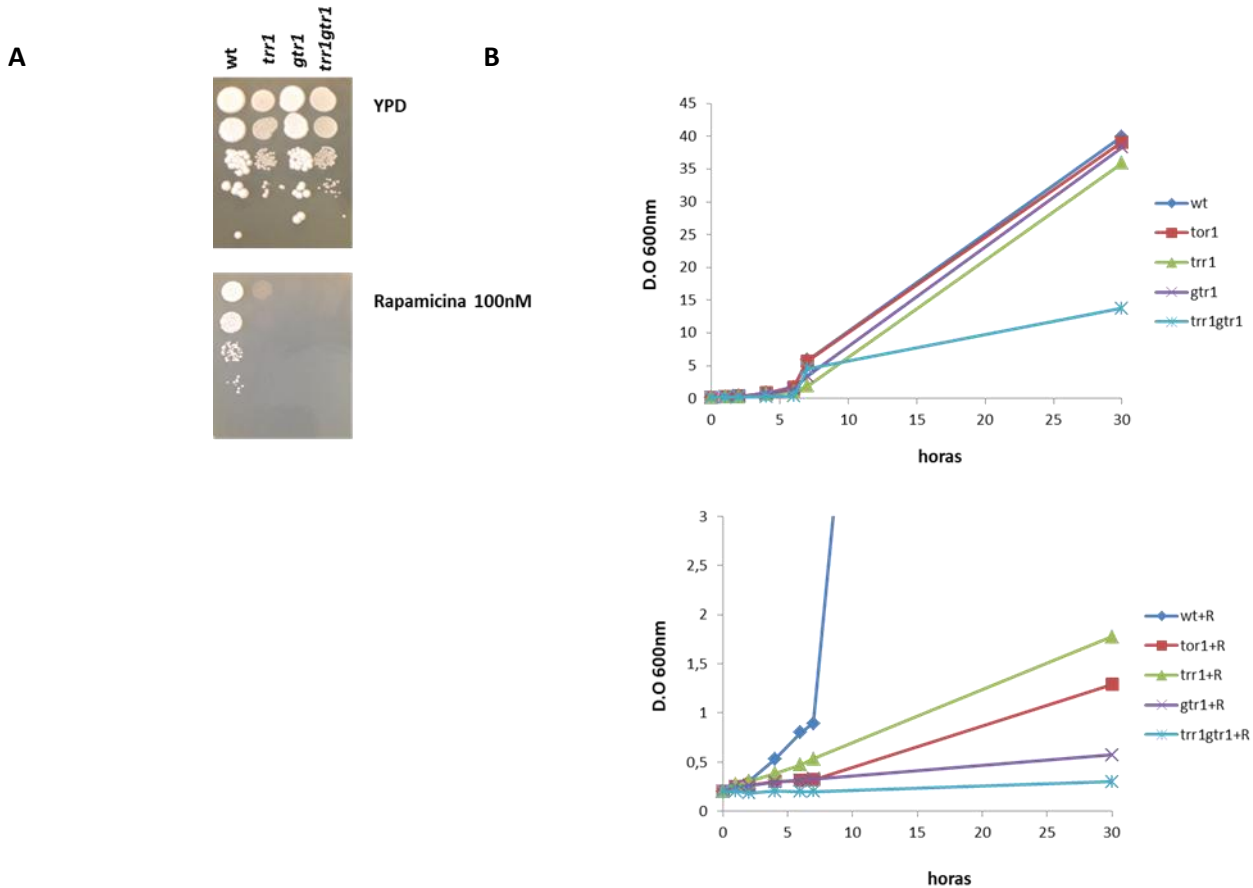 A
wt
trr1
gtr1
trr1gtr1
YPD
Rapamicina 100nM
B
45
40
35
30
25
20
15
10
5
0
D.O 600nm
0 5 10 15 20 25 30
horas
wt
tor1
trr1
gtr1
trr1gtr1
3
2,5
2
1,5
1
0,5
0
D.O 600nm
0 5 10 15 20 25 30
horas
wt+R
tor1+R
trr1+R
gtr1+R
trr1gtr1+R